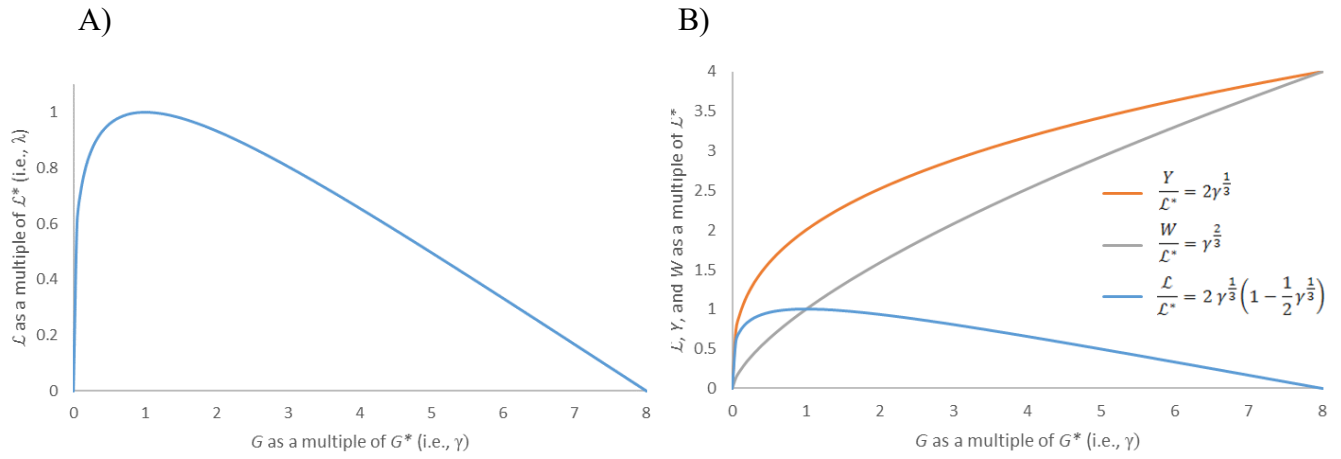 A)
ℒ as a multiple of ℒ* (i.e., λ)
1
0.8
0.6
0.4
0.2
0
0 1 2 3 4 5 6 7 8
G as a multiple of G* (i.e., γ)
B)
ℒ, Y, and W as a multiple of ℒ*
4
3.5
3
2.5
2
1.5
1
0.5
0
0 1 2 3 4 5 6 7 8
G as a multiple of G* (i.e., γ)
Y/ℒ* = 2γ^(1/3)
W/ℒ* = γ^(2/3)
ℒ/ℒ* = 2 γ^(1/3)(1 − 1/2 γ^(1/3))